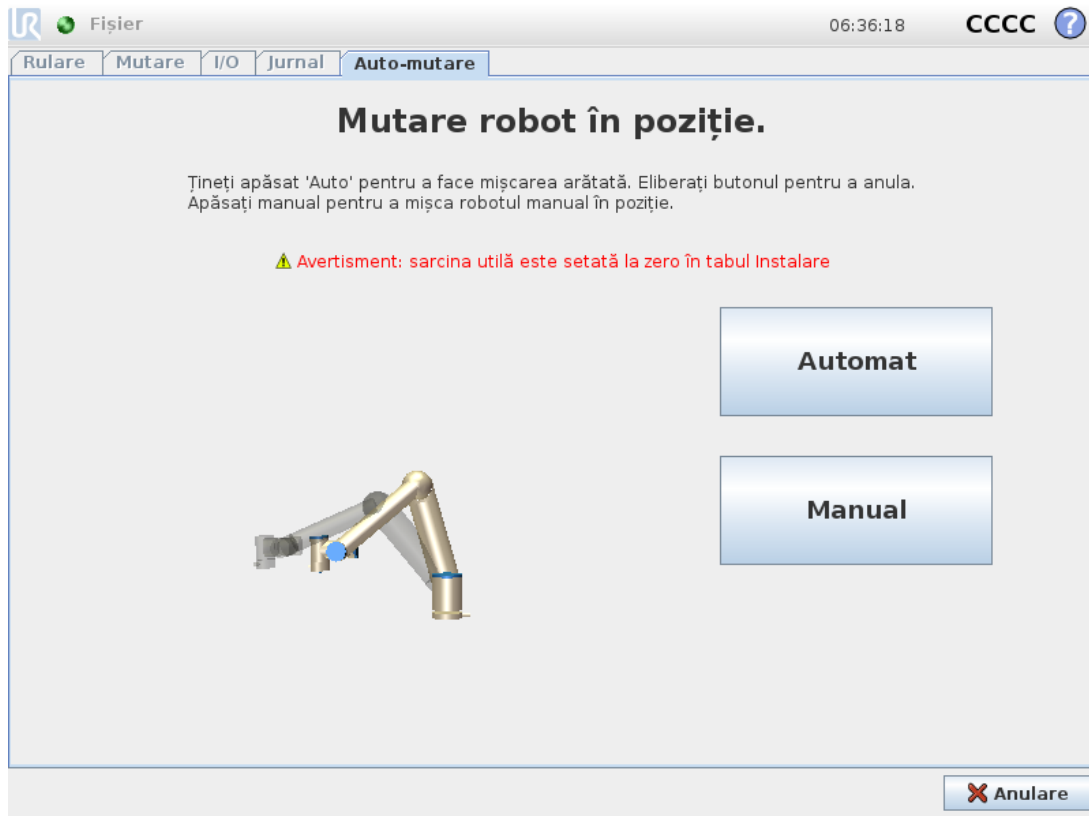 UR Fișier 06:36:18 CCCC ?
Rulare Mutare I/O Jurnal Auto-mutare
Mutare robot în poziție.
Țineți apăsat 'Auto' pentru a face mișcarea arătată. Eliberați butonul pentru a anula.
Apăsați manual pentru a mișca robotul manual în poziție.
Avertisment: sarcina utilă este setată la zero în tabul Instalare
Automat
Manual
Anulare